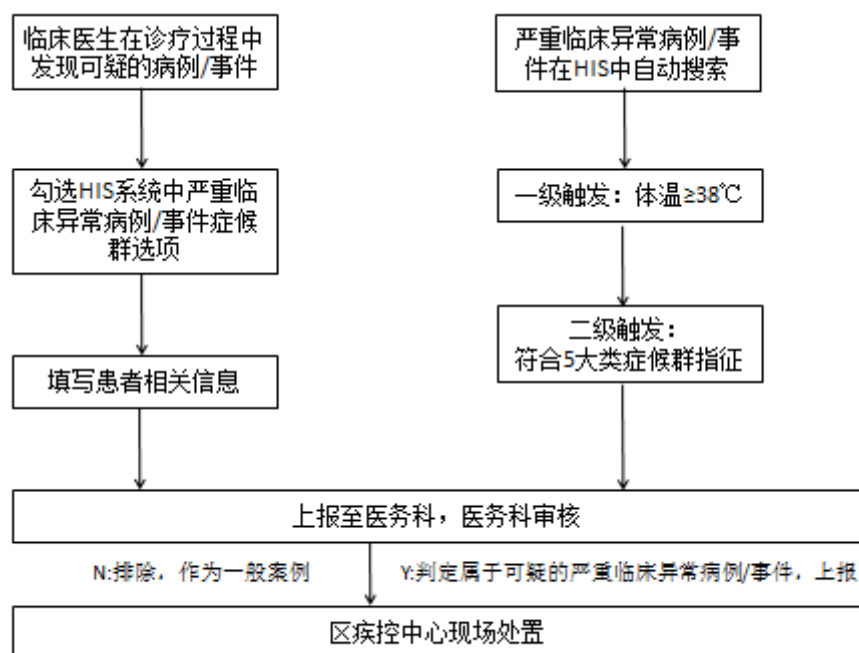 临床医生在诊疗过程中
发现可疑的病例/事件
勾选HIS系统中严重临
床异常病例/事件症候
群选项
填写患者相关信息
严重临床异常病例/事
件在HIS中自动搜索
一级触发：体温≥38℃
二级触发：
符合5大类症候群指征
上报至医务科，医务科审核
N:排除，作为一般案例
Y:判定属于可疑的严重临床异常病例/事件，上报
区疾控中心现场处置